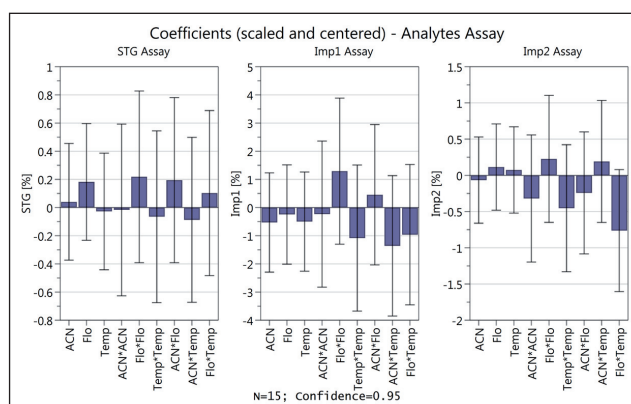 Coefficients (scaled and centered) - Analytes Assay
STG Assay
Imp1 Assay
Imp2 Assay
STG [%]
1
0.8
0.6
0.4
0.2
0
-0.2
-0.4
-0.6
-0.8
ACN
Flo
Temp
ACN*ACN
Flo*Flo
Temp*Temp
ACN*Flo
ACN*Temp
Flo*Temp
Imp1 [%]
5
4
3
2
1
0
-1
-2
-3
-4
ACN
Flo
Temp
ACN*ACN
Flo*Flo
Temp*Temp
ACN*Flo
ACN*Temp
Flo*Temp
Imp2 [%]
1.5
1
0.5
0
-0.5
-1
-1.5
-2
ACN
Flo
Temp
ACN*ACN
Flo*Flo
Temp*Temp
ACN*Flo
ACN*Temp
Flo*Temp
N=15; Confidence=0.95